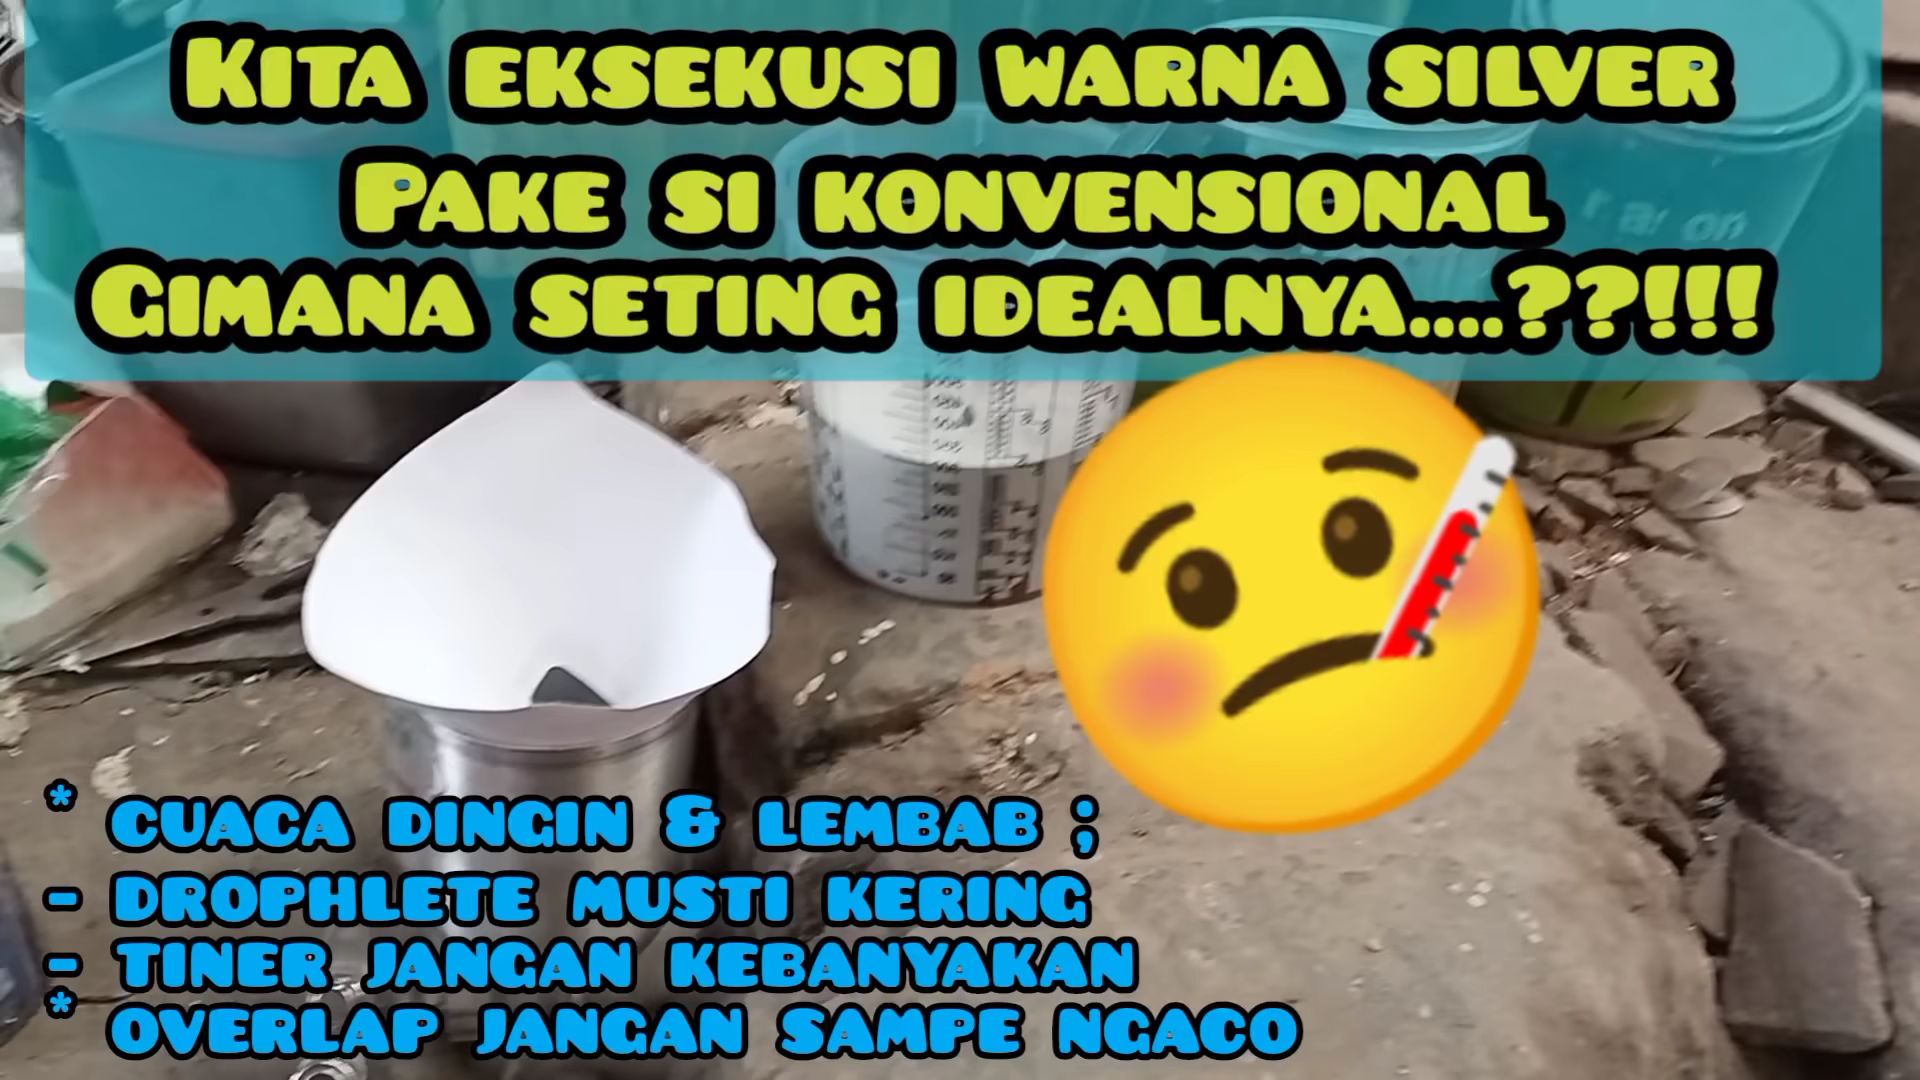 Kita eksekusi warna silver
Pake si konvensional
Gimana seting idealnya....??!!!
* cuaca dingin & lembab ;
- drophlete musti kering
- tiner jangan kebanyakan
* overlap jangan sampe ngaco